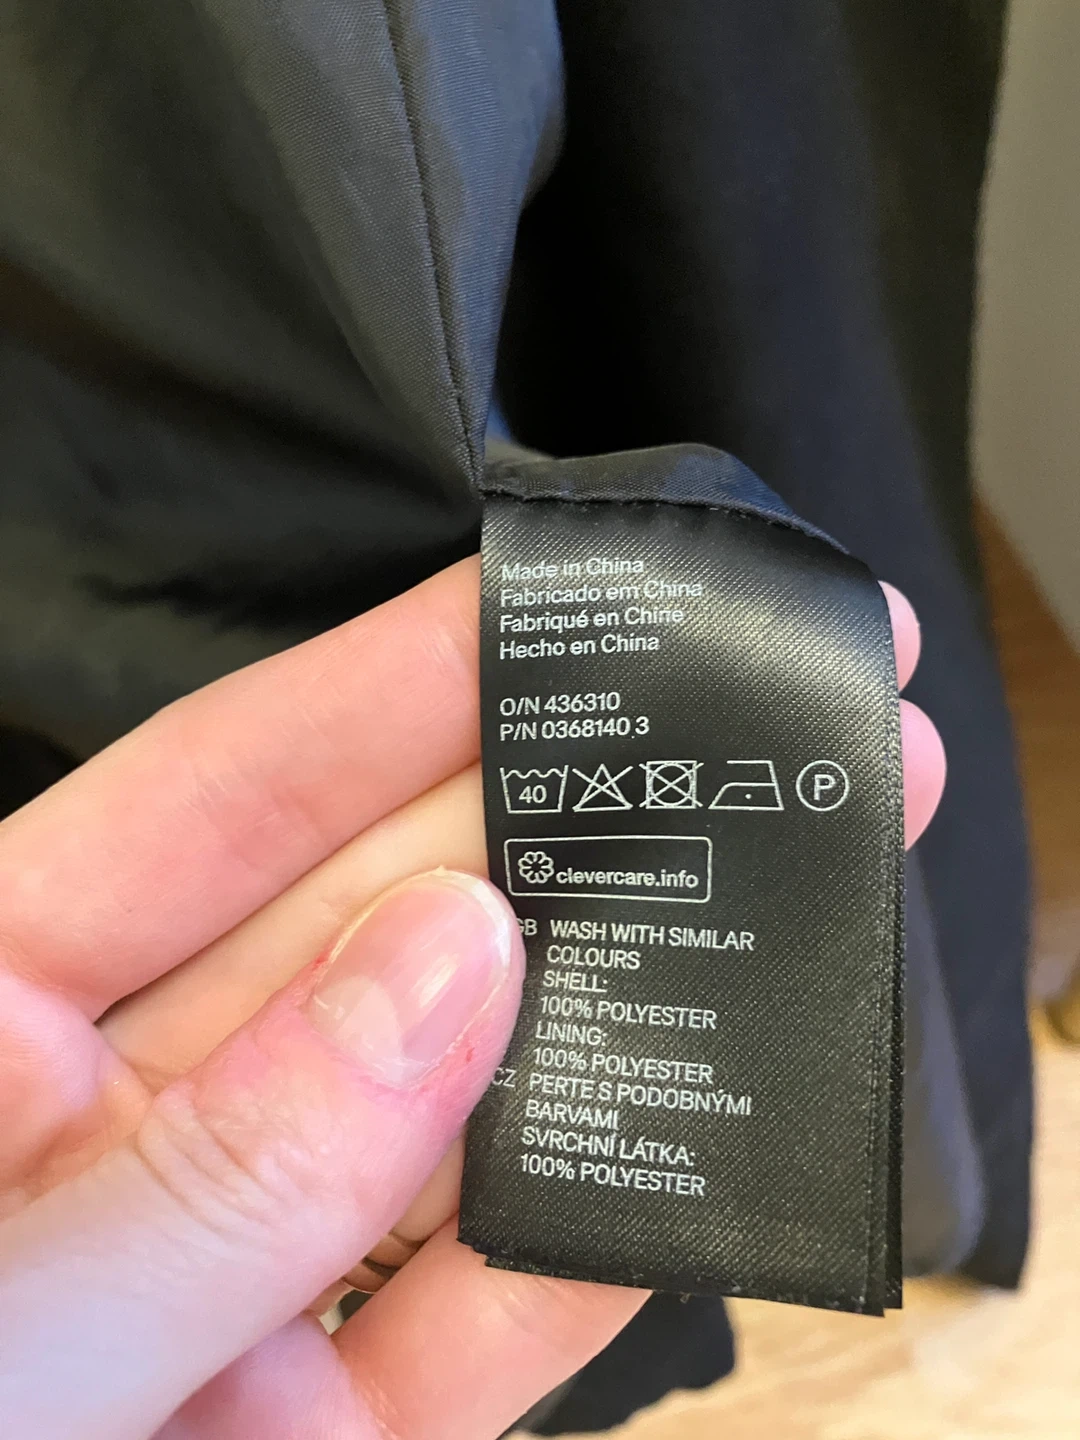 Made in China
Fabricado em China
Fabriqué en Chine
Hecho en China
O/N 436310
P/N 0368140.3
40 P
clevercare.info
GB WASH WITH SIMILAR
COLOURS
SHELL:
100% POLYESTER
LINING:
100% POLYESTER
CZ PERTE S PODOBNÝMI
BARVAMI
SVRCHNÍ LÁTKA:
100% POLYESTER